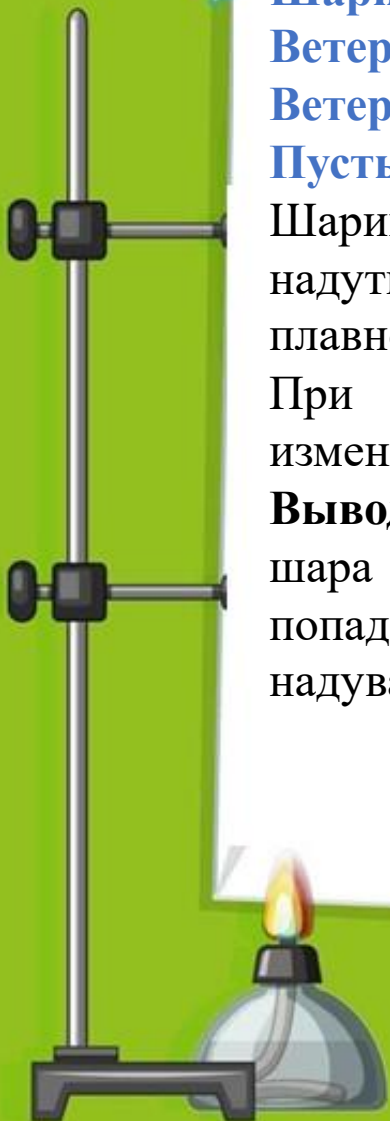 Ветер
Ветер
Пусть
Шари
надут
плавн
При
измен
Вывод
шара
попад
надува